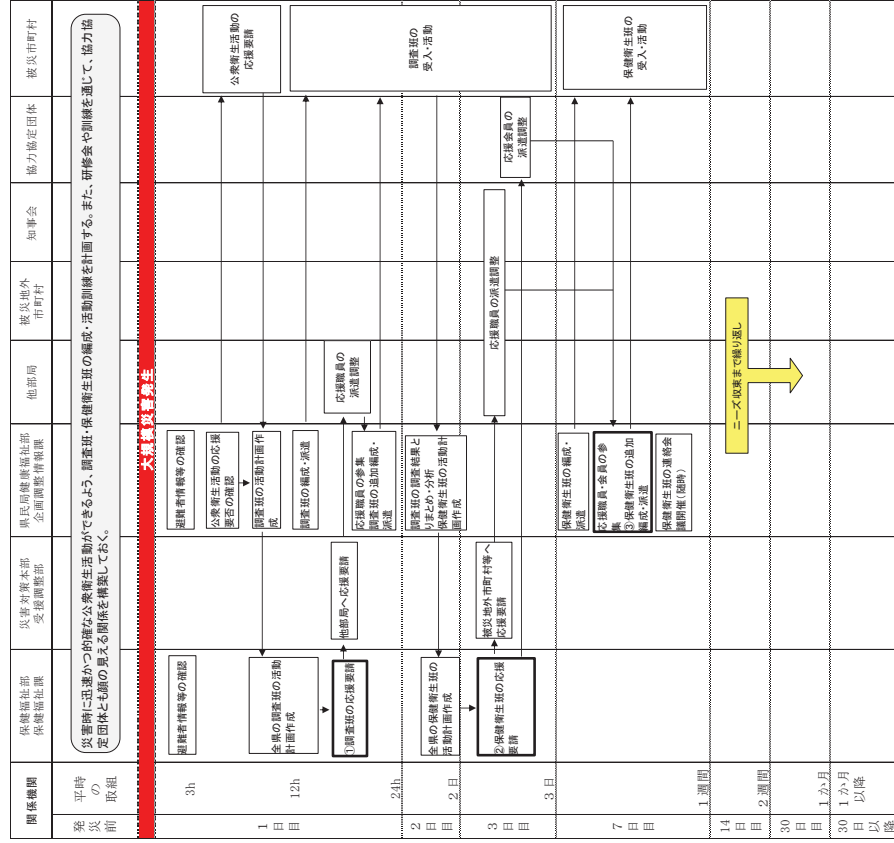 関係機関
保健福祉部
保健福祉課
災害対策本部
受援調整部
県民局健康福祉部
企画調整情報課
他部局
被災地外
市町村
知事会
協力協定団体
被災市町村
発災前
平時
の
取組
災害時に迅速かつ的確な公衆衛生活動ができるよう、調査班・保健衛生班の編成・活動訓練を計画する。また、研修会や訓練を通じて、協力協
定団体とも顔の見える関係を構築しておく。
大規模災害発生
1日目
3h
12h
24h
避難者情報等の確認
避難者情報等の確認
公衆衛生活動の応援
要否の確認
公衆衛生活動の
応援要請
全県の調査班の活動
計画作成
調査班の活動計画作
成
①調査班の応援要請
他部局へ応援要請
調査班の編成・派遣
応援職員の
派遣調整
応援職員の参集
調査班の追加編成・
派遣
調査班の
受入・活動
2日目
2日
全県の保健衛生班の
活動計画作成
調査班の調査結果と
りまとめ・分析
保健衛生班の活動計
画作成
3日目
3日
②保健衛生班の応援
要請
被災地外市町村等へ
応援要請
応援職員の派遣調整
応援会員の
派遣調整
7日目
1週間
保健衛生班の編成・
派遣
応援職員・会員の参
集
③保健衛生班の追加
編成・派遣
保健衛生班の連絡会
議開催（随時）
保健衛生班の
受入・活動
14日目
2週間
ニーズ収束まで繰り返し
30日目
1か月
30日以降
1か月
以降